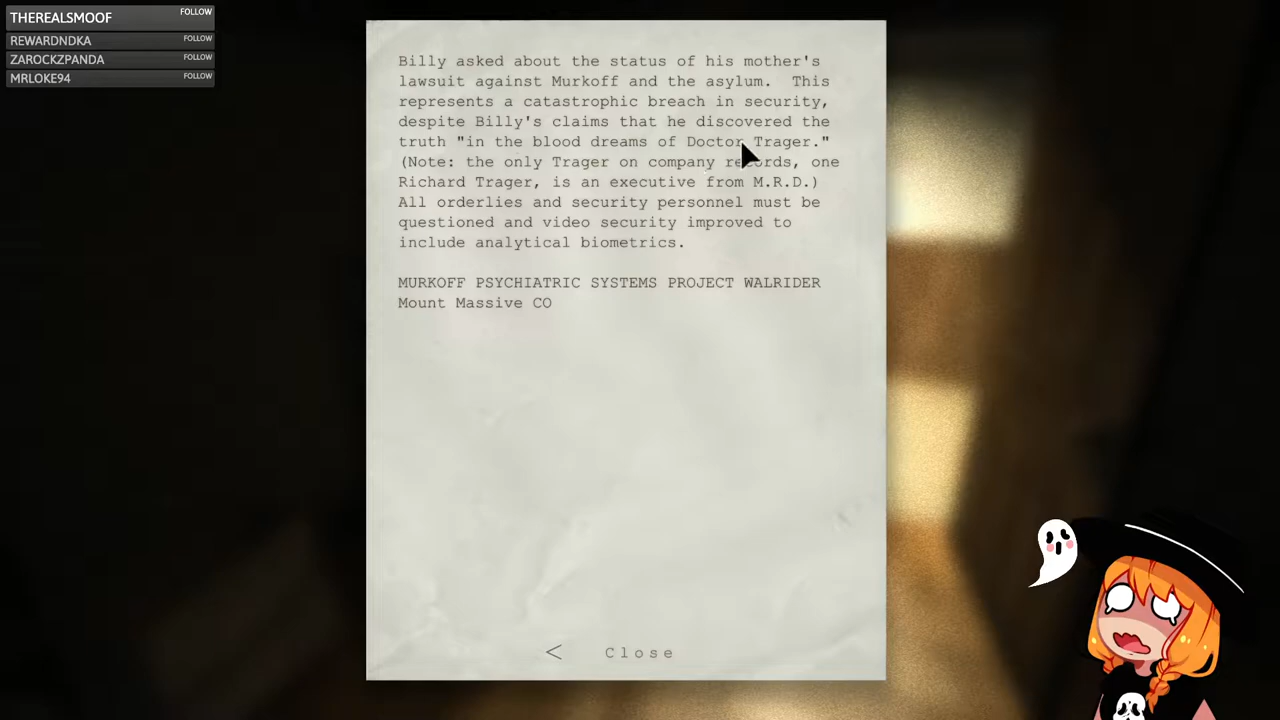 THEREALSMOOF FOLLOW
REWARDNDKA FOLLOW
ZAROCKZPANDA FOLLOW
MRLOKE94 FOLLOW
Billy asked about the status of his mother's
lawsuit against Murkoff and the asylum.  This
represents a catastrophic breach in security,
despite Billy's claims that he discovered the
truth "in the blood dreams of Doctor Trager."
(Note: the only Trager on company records, one
Richard Trager, is an executive from M.R.D.)
All orderlies and security personnel must be
questioned and video security improved to
include analytical biometrics.
MURKOFF PSYCHIATRIC SYSTEMS PROJECT WALRIDER
Mount Massive CO
< Close